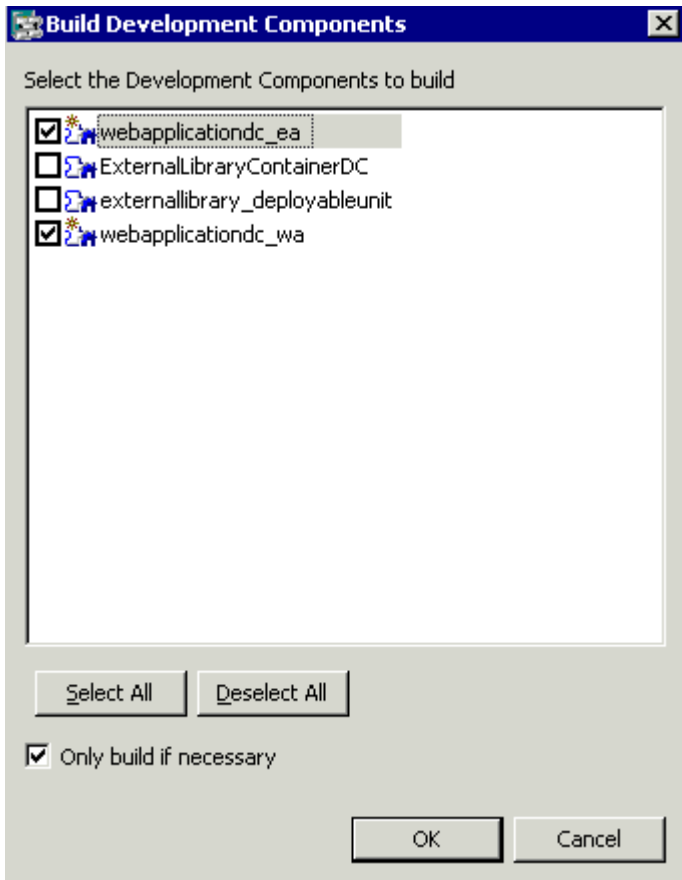 Build Development Components
Select the Development Components to build
webapplicationdc_ea
ExternalLibraryContainerDC
externallibrary_deployableunit
webapplicationdc_wa
Select All Deselect All
Only build if necessary
OK Cancel